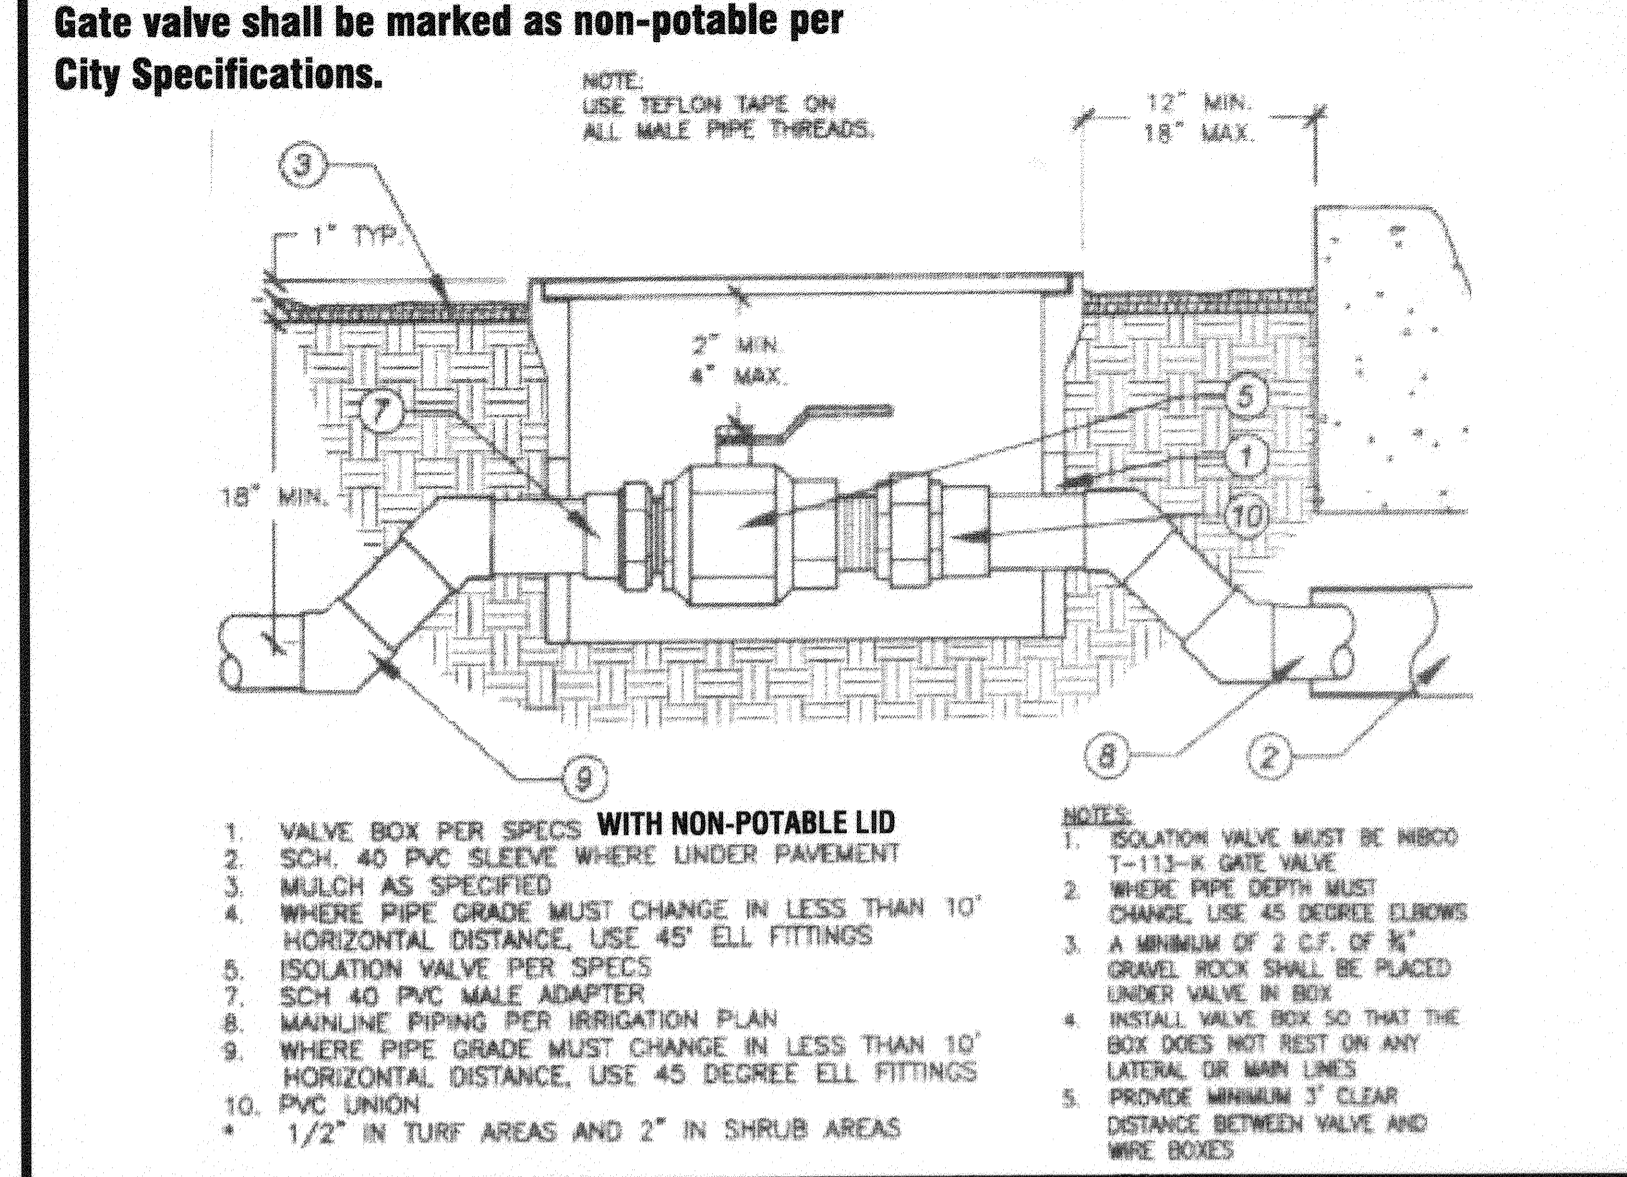 Gate valve shall be marked as non-potable per
City Specifications.
NOTE:
USE TEFLON TAPE ON
ALL MALE PIPE THREADS.
12" MIN.
18" MAX.
3
1" TYP.
2" MIN.
4" MAX.
7
5
1
18" MIN.
10
8
2
9
1. VALVE BOX PER SPECS WITH NON-POTABLE LID
2. SCH. 40 PVC SLEEVE WHERE UNDER PAVEMENT
3. MULCH AS SPECIFIED
4. WHERE PIPE GRADE MUST CHANGE IN LESS THAN 10'
HORIZONTAL DISTANCE, USE 45° ELL FITTINGS
5. ISOLATION VALVE PER SPECS
7. SCH 40 PVC MALE ADAPTER
8. MAINLINE PIPING PER IRRIGATION PLAN
9. WHERE PIPE GRADE MUST CHANGE IN LESS THAN 10'
HORIZONTAL DISTANCE, USE 45 DEGREE ELL FITTINGS
10. PVC UNION
* 1/2" IN TURF AREAS AND 2" IN SHRUB AREAS
NOTES:
1. ISOLATION VALVE MUST BE NIBCO
T-113-K GATE VALVE
2. WHERE PIPE DEPTH MUST
CHANGE, USE 45 DEGREE ELBOWS
3. A MINIMUM OF 2 C.F. OF ¾"
GRAVEL ROCK SHALL BE PLACED
UNDER VALVE IN BOX
4. INSTALL VALVE BOX SO THAT THE
BOX DOES NOT REST ON ANY
LATERAL OR MAIN LINES
5. PROVIDE MINIMUM 3' CLEAR
DISTANCE BETWEEN VALVE AND
WIRE BOXES